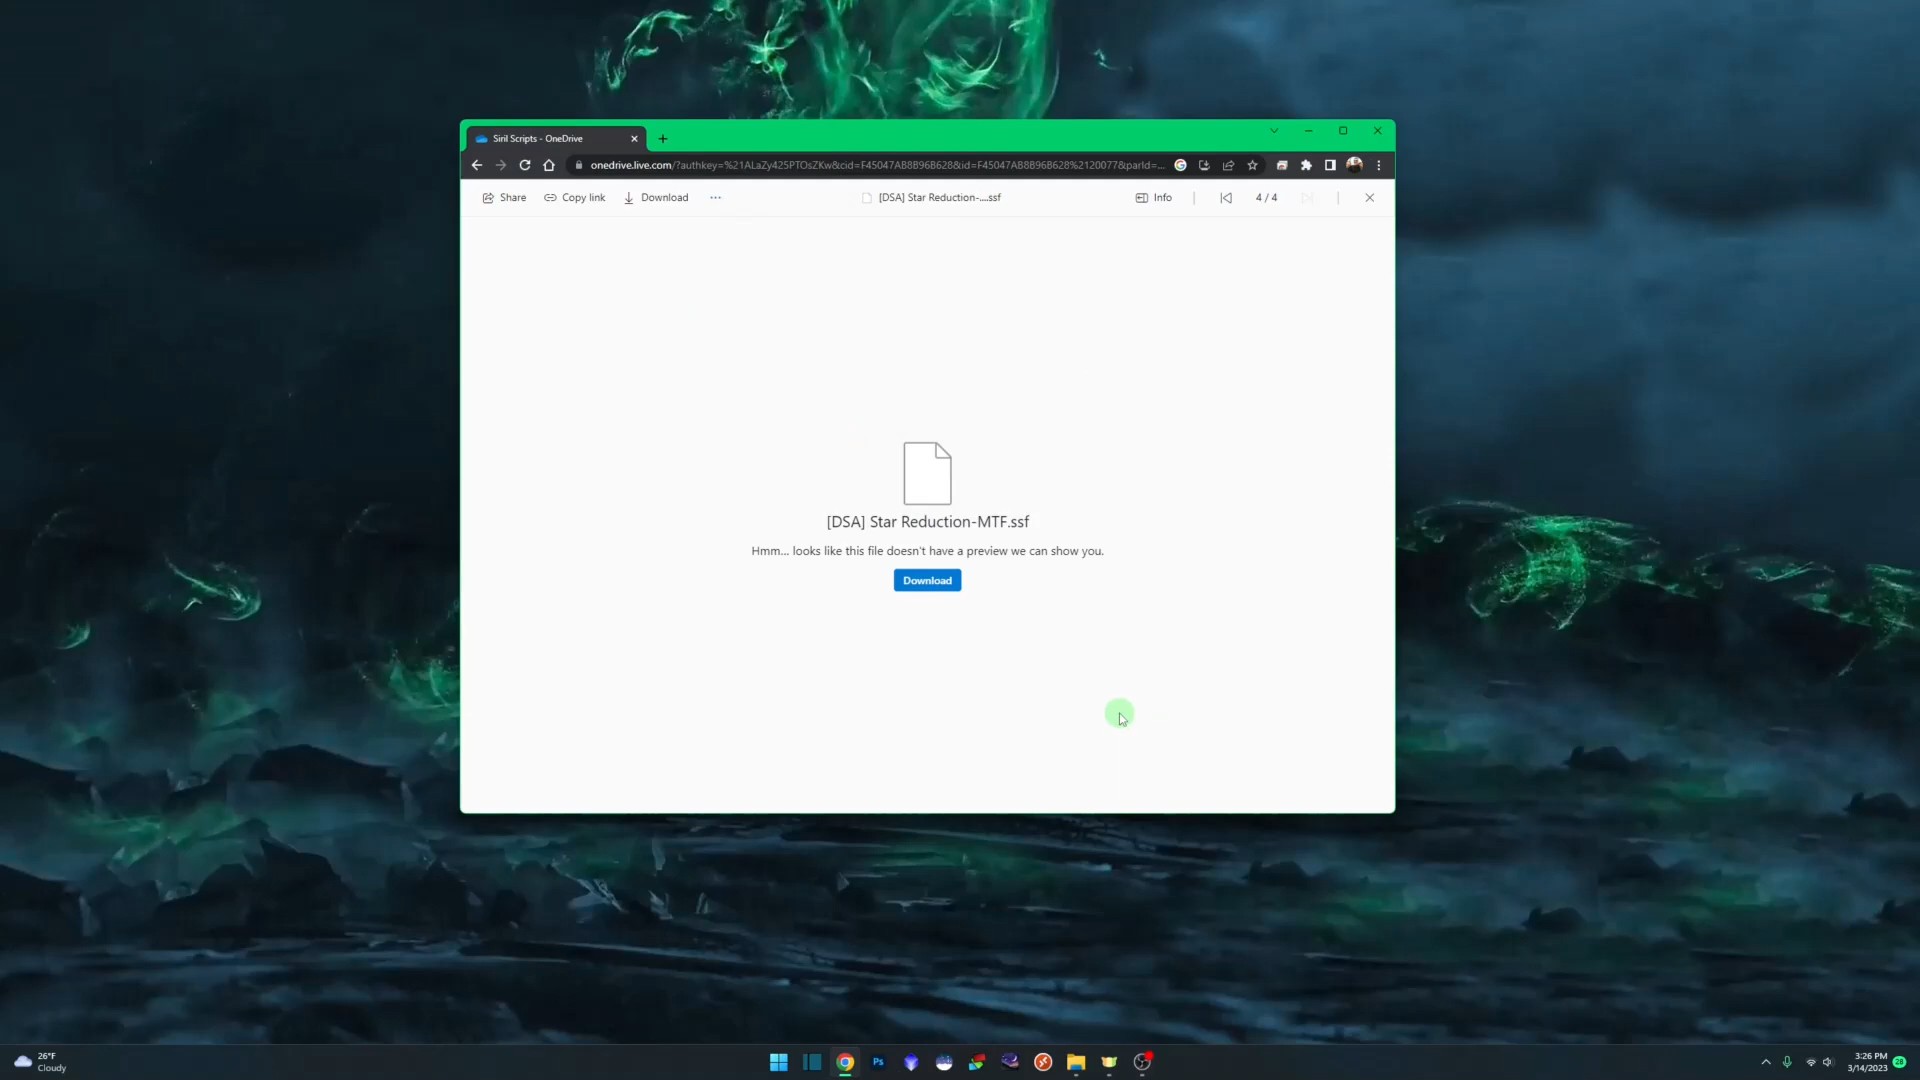 Siril Scripts - OneDrive
onedrive.live.com/?authkey=%21ALaZy425PTOsZKw&cid=F45047AB8B96B628&id=F45047AB8B96B628%2120077&parId=...
Share Copy link Download ... [DSA] Star Reduction-....ssf Info 4 / 4
[DSA] Star Reduction-MTF.ssf
Hmm... looks like this file doesn't have a preview we can show you.
Download
26°F
Cloudy
Ps
3:26 PM
3/14/2023
28